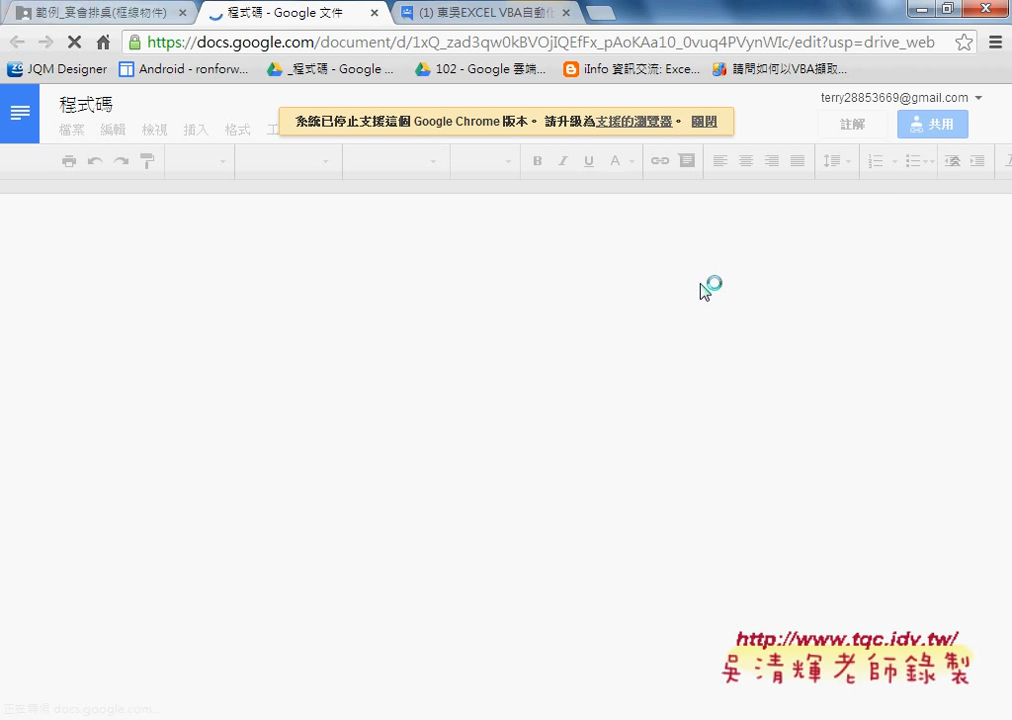 範例_宴會排桌(框線物件)
程式碼 - Google 文件
(1) 東吳EXCEL VBA自動化
https://docs.google.com/document/d/1xQ_zad3qw0kBVOjIQEfFx_pAoKAa10_0vuq4PVynWIc/edit?usp=drive_web
JQM Designer
Android - ronforw...
_程式碼 - Google ...
102 - Google 雲端...
iInfo 資訊交流: Exce...
請問如何以VBA擷取...
程式碼
terry28853669@gmail.com
檔案 編輯 檢視 插入 格式 工
系統已停止支援這個 Google Chrome 版本。 請升級為支援的瀏覽器。 關閉
註解
共用
B I U A
http://www.tqc.idv.tw/
吳清輝老師錄製
docs.google.com...